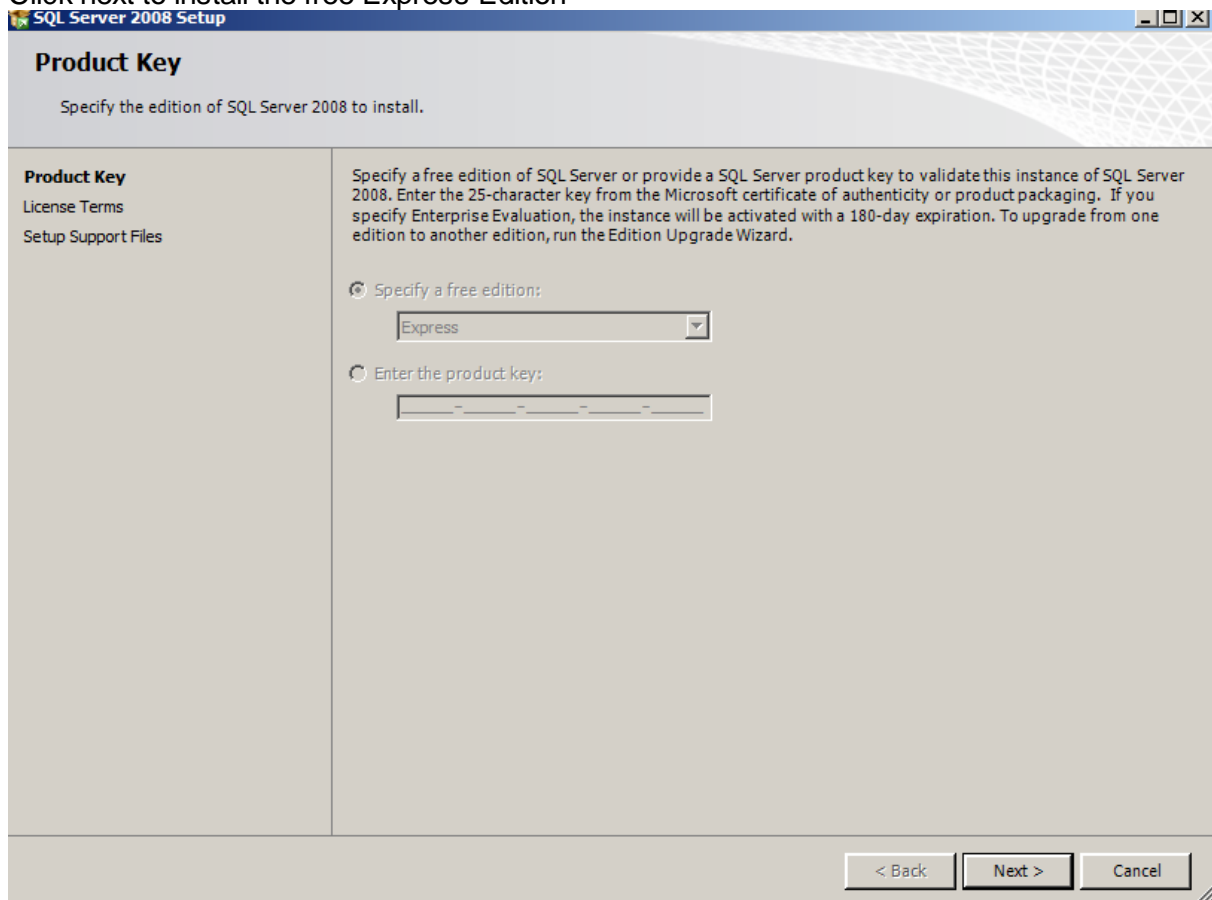 Click next to install the free Express Edition
SQL Server 2008 Setup
Product Key
Specify the edition of SQL Server 2008 to install.
Product Key
License Terms
Setup Support Files
Specify a free edition of SQL Server or provide a SQL Server product key to validate this instance of SQL Server
2008. Enter the 25-character key from the Microsoft certificate of authenticity or product packaging.  If you
specify Enterprise Evaluation, the instance will be activated with a 180-day expiration. To upgrade from one
edition to another edition, run the Edition Upgrade Wizard.
Specify a free edition:
Express
Enter the product key:
_____-_____-_____-_____-_____
< Back
Next >
Cancel